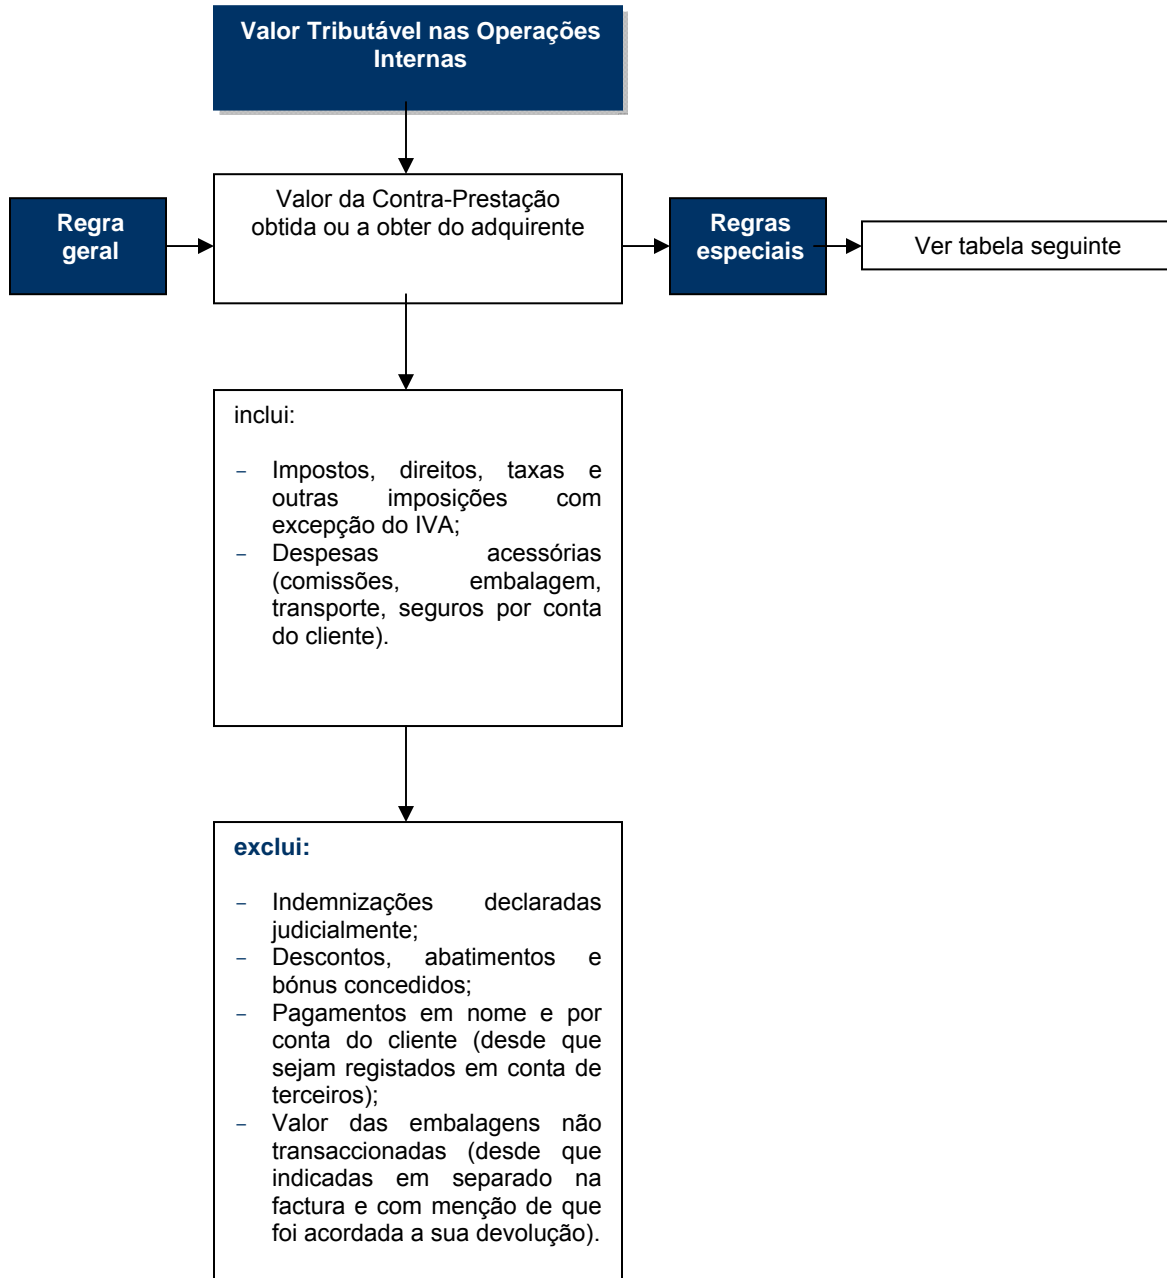 Valor Tributável nas Operações
Internas
Regra
geral
Valor da Contra-Prestação
obtida ou a obter do adquirente
Regras
especiais
Ver tabela seguinte
inclui:
- Impostos, direitos, taxas e
outras imposições com
excepção do IVA;
- Despesas acessórias
(comissões, embalagem,
transporte, seguros por conta
do cliente).
exclui:
- Indemnizações declaradas
judicialmente;
- Descontos, abatimentos e
bónus concedidos;
- Pagamentos em nome e por
conta do cliente (desde que
sejam registados em conta de
terceiros);
- Valor das embalagens não
transaccionadas (desde que
indicadas em separado na
factura e com menção de que
foi acordada a sua devolução).